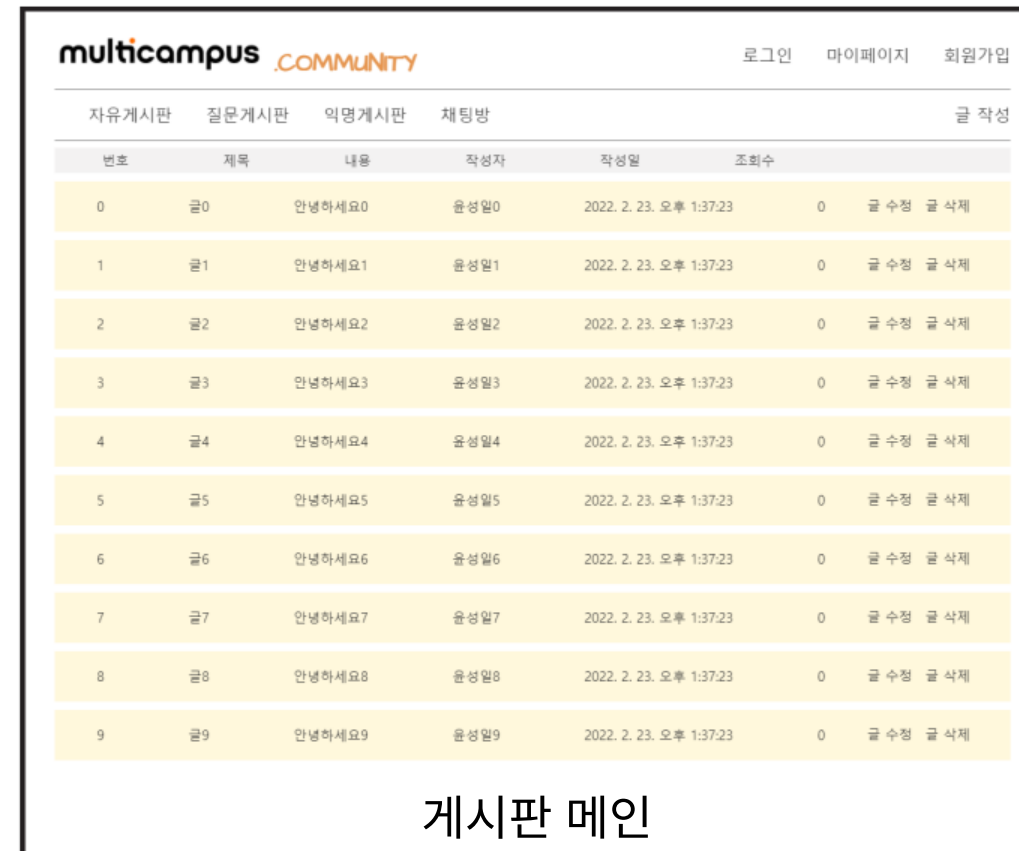 multicampus .COMMUNITY 로그인 마이페이지 회원가입
자유게시판 질문게시판 익명게시판 채팅방 글 작성
번호 제목 내용 작성자 작성일 조회수
0 글0 안녕하세요0 윤성일0 2022. 2. 23. 오후 1:37:23 0 글 수정 글 삭제
1 글1 안녕하세요1 윤성일1 2022. 2. 23. 오후 1:37:23 0 글 수정 글 삭제
2 글2 안녕하세요2 윤성일2 2022. 2. 23. 오후 1:37:23 0 글 수정 글 삭제
3 글3 안녕하세요3 윤성일3 2022. 2. 23. 오후 1:37:23 0 글 수정 글 삭제
4 글4 안녕하세요4 윤성일4 2022. 2. 23. 오후 1:37:23 0 글 수정 글 삭제
5 글5 안녕하세요5 윤성일5 2022. 2. 23. 오후 1:37:23 0 글 수정 글 삭제
6 글6 안녕하세요6 윤성일6 2022. 2. 23. 오후 1:37:23 0 글 수정 글 삭제
7 글7 안녕하세요7 윤성일7 2022. 2. 23. 오후 1:37:23 0 글 수정 글 삭제
8 글8 안녕하세요8 윤성일8 2022. 2. 23. 오후 1:37:23 0 글 수정 글 삭제
9 글9 안녕하세요9 윤성일9 2022. 2. 23. 오후 1:37:23 0 글 수정 글 삭제
게시판 메인